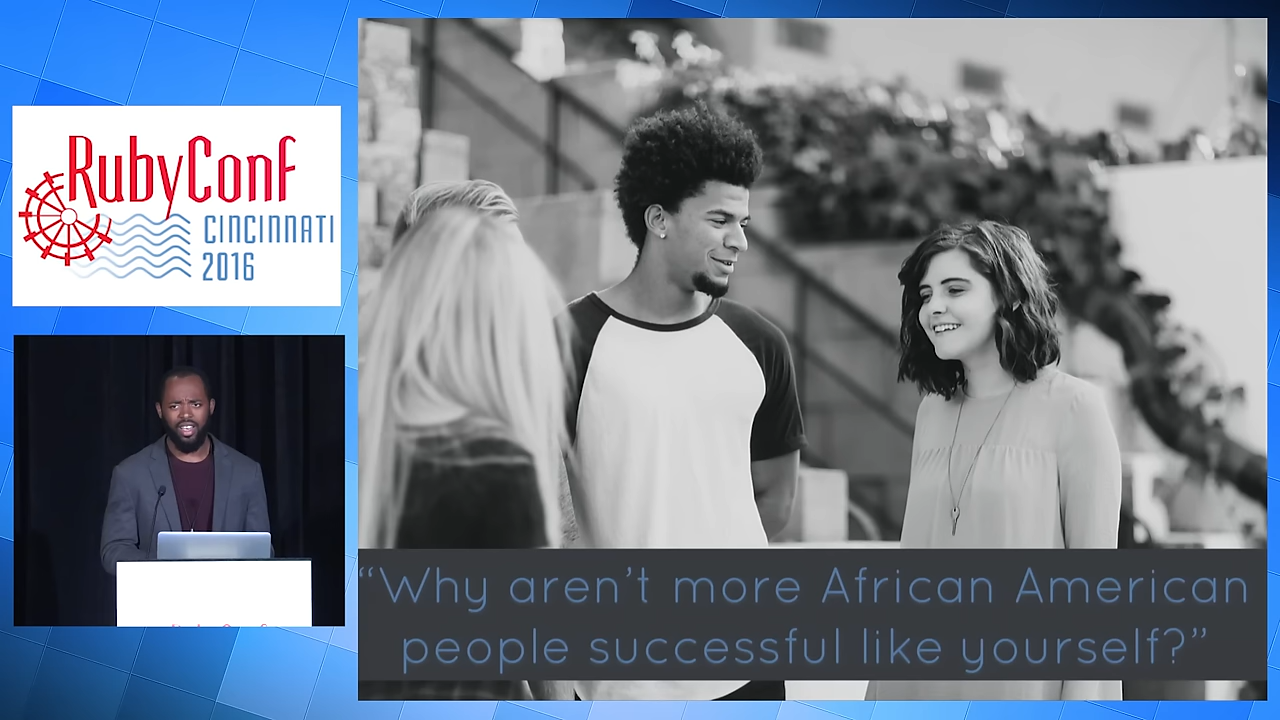 RubyConf
CINCINNATI
2016
“Why aren’t more African American
people successful like yourself?”